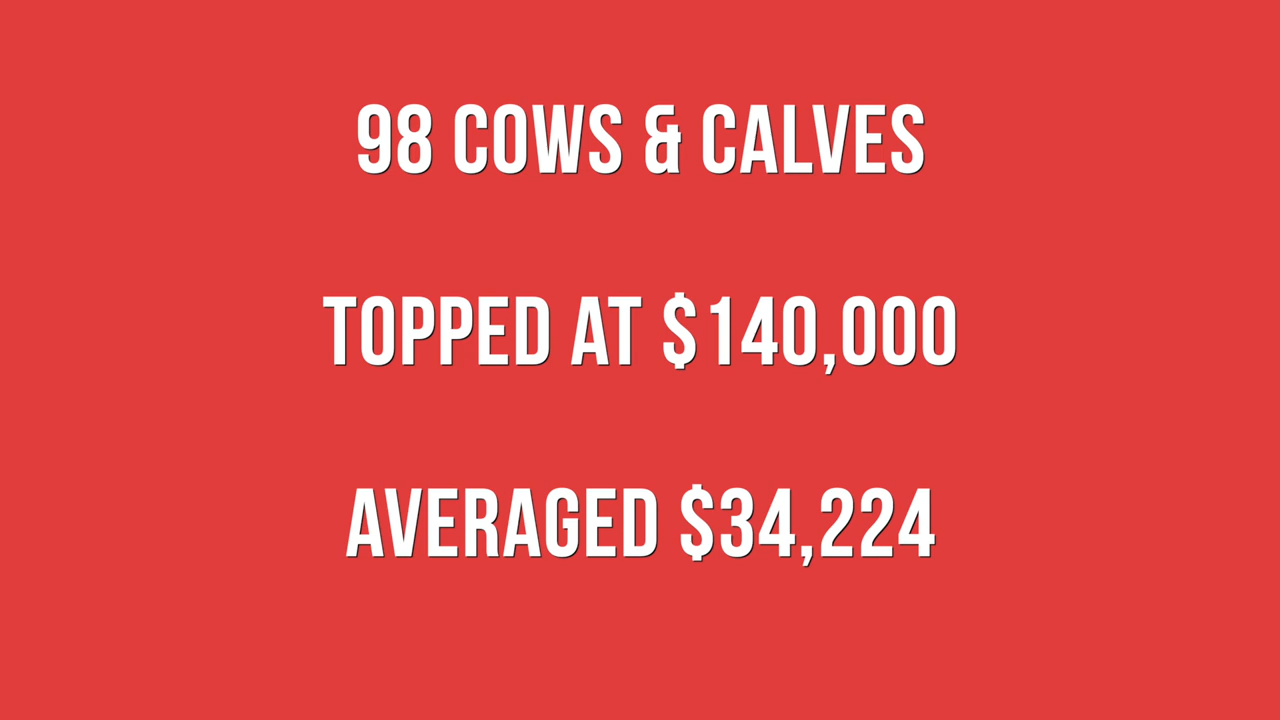 98 COWS & CALVES
TOPPED AT $140,000
AVERAGED $34,224